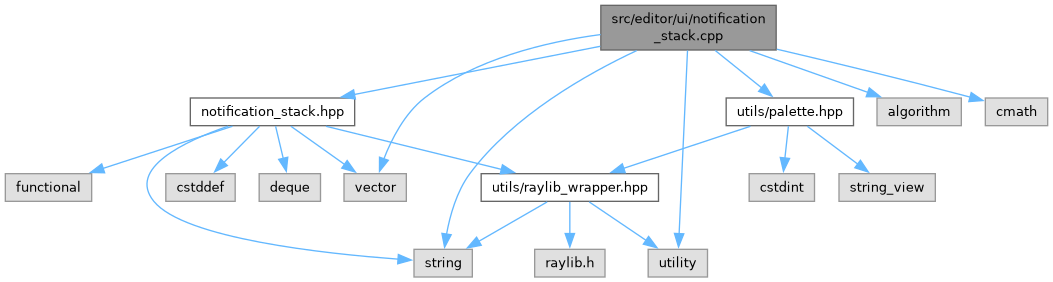 src/editor/ui/notification
_stack.cpp
notification_stack.hpp
utils/palette.hpp
algorithm
cmath
functional
cstddef
deque
vector
utils/raylib_wrapper.hpp
cstdint
string_view
string
raylib.h
utility